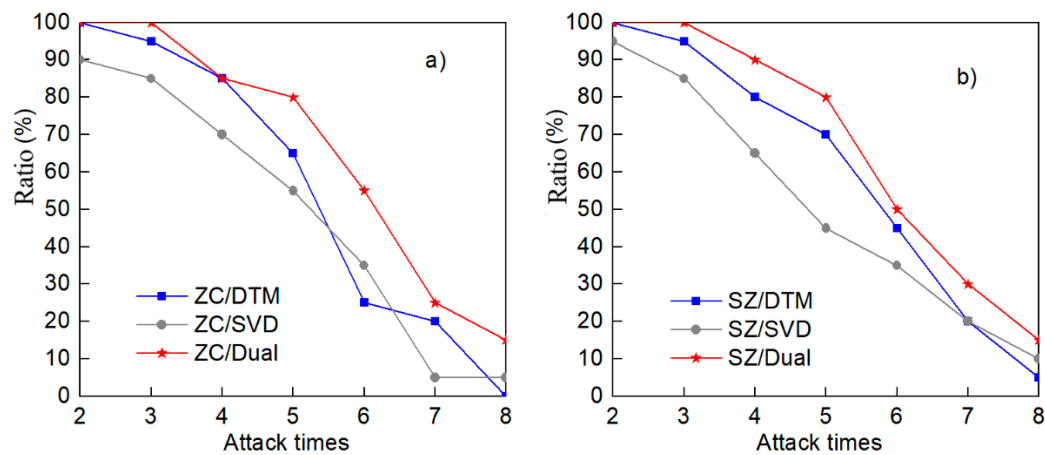 100
90
80
70
60
50
40
30
20
10
0
Ratio (%)
a)
ZC/DTM
ZC/SVD
ZC/Dual
2 3 4 5 6 7 8
Attack times
100
90
80
70
60
50
40
30
20
10
0
Ratio (%)
b)
SZ/DTM
SZ/SVD
SZ/Dual
2 3 4 5 6 7 8
Attack times